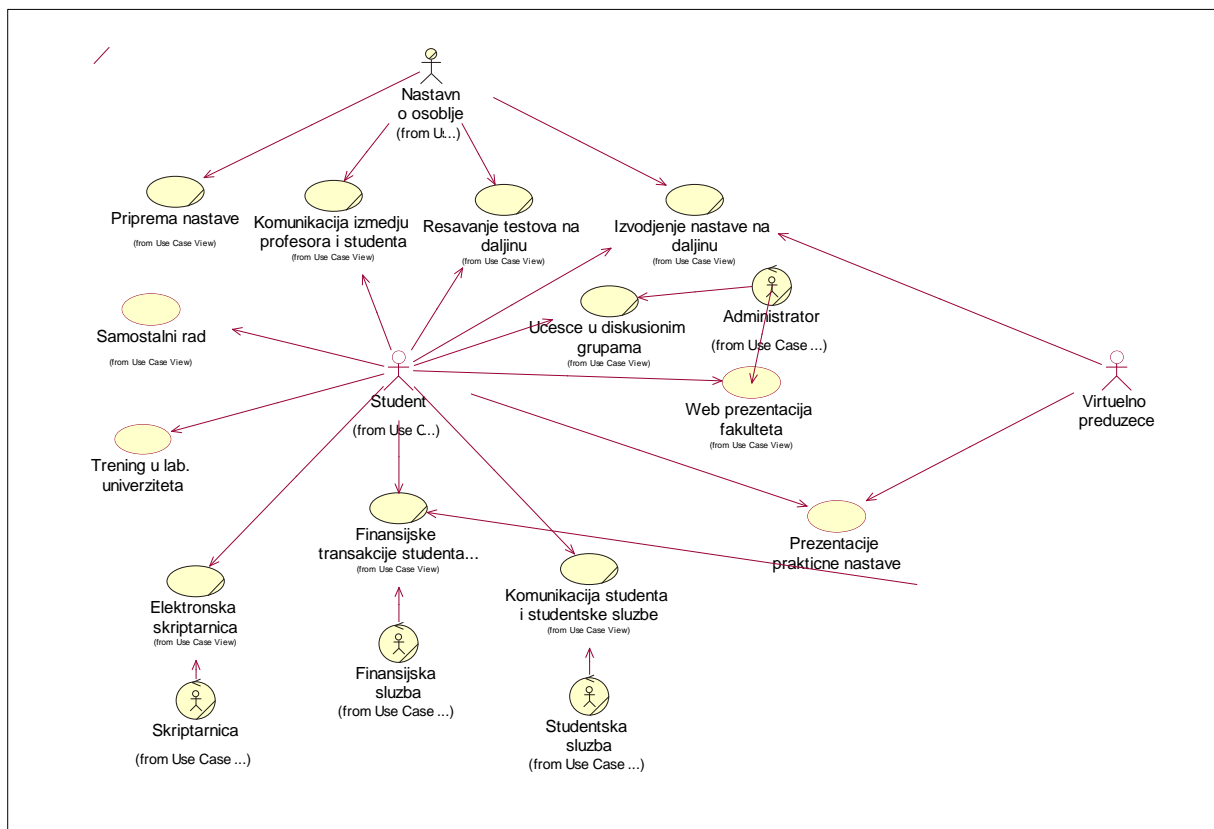 Nastavn
o osoblje
(from U...)
Priprema nastave
(from Use Case View)
Komunikacija izmedju
profesora i studenta
(from Use Case View)
Resavanje testova na
daljinu
(from Use Case View)
Izvodjenje nastave na
daljinu
(from Use Case View)
Samostalni rad
(from Use Case View)
Ucesce u diskusionim
grupama
(from Use Case View)
Administrator
(from Use Case ...)
Student
(from Use C...)
Web prezentacija
fakulteta
(from Use Case View)
Virtuelno
preduzece
Trening u lab.
univerziteta
Finansijske
transakcije studenta...
(from Use Case View)
Prezentacije
prakticne nastave
Elektronska
skriptarnica
(from Use Case View)
Komunikacija studenta
i studentske sluzbe
(from Use Case View)
Finansijska
sluzba
(from Use Case ...)
Skriptarnica
(from Use Case ...)
Studentska
sluzba
(from Use Case ...)